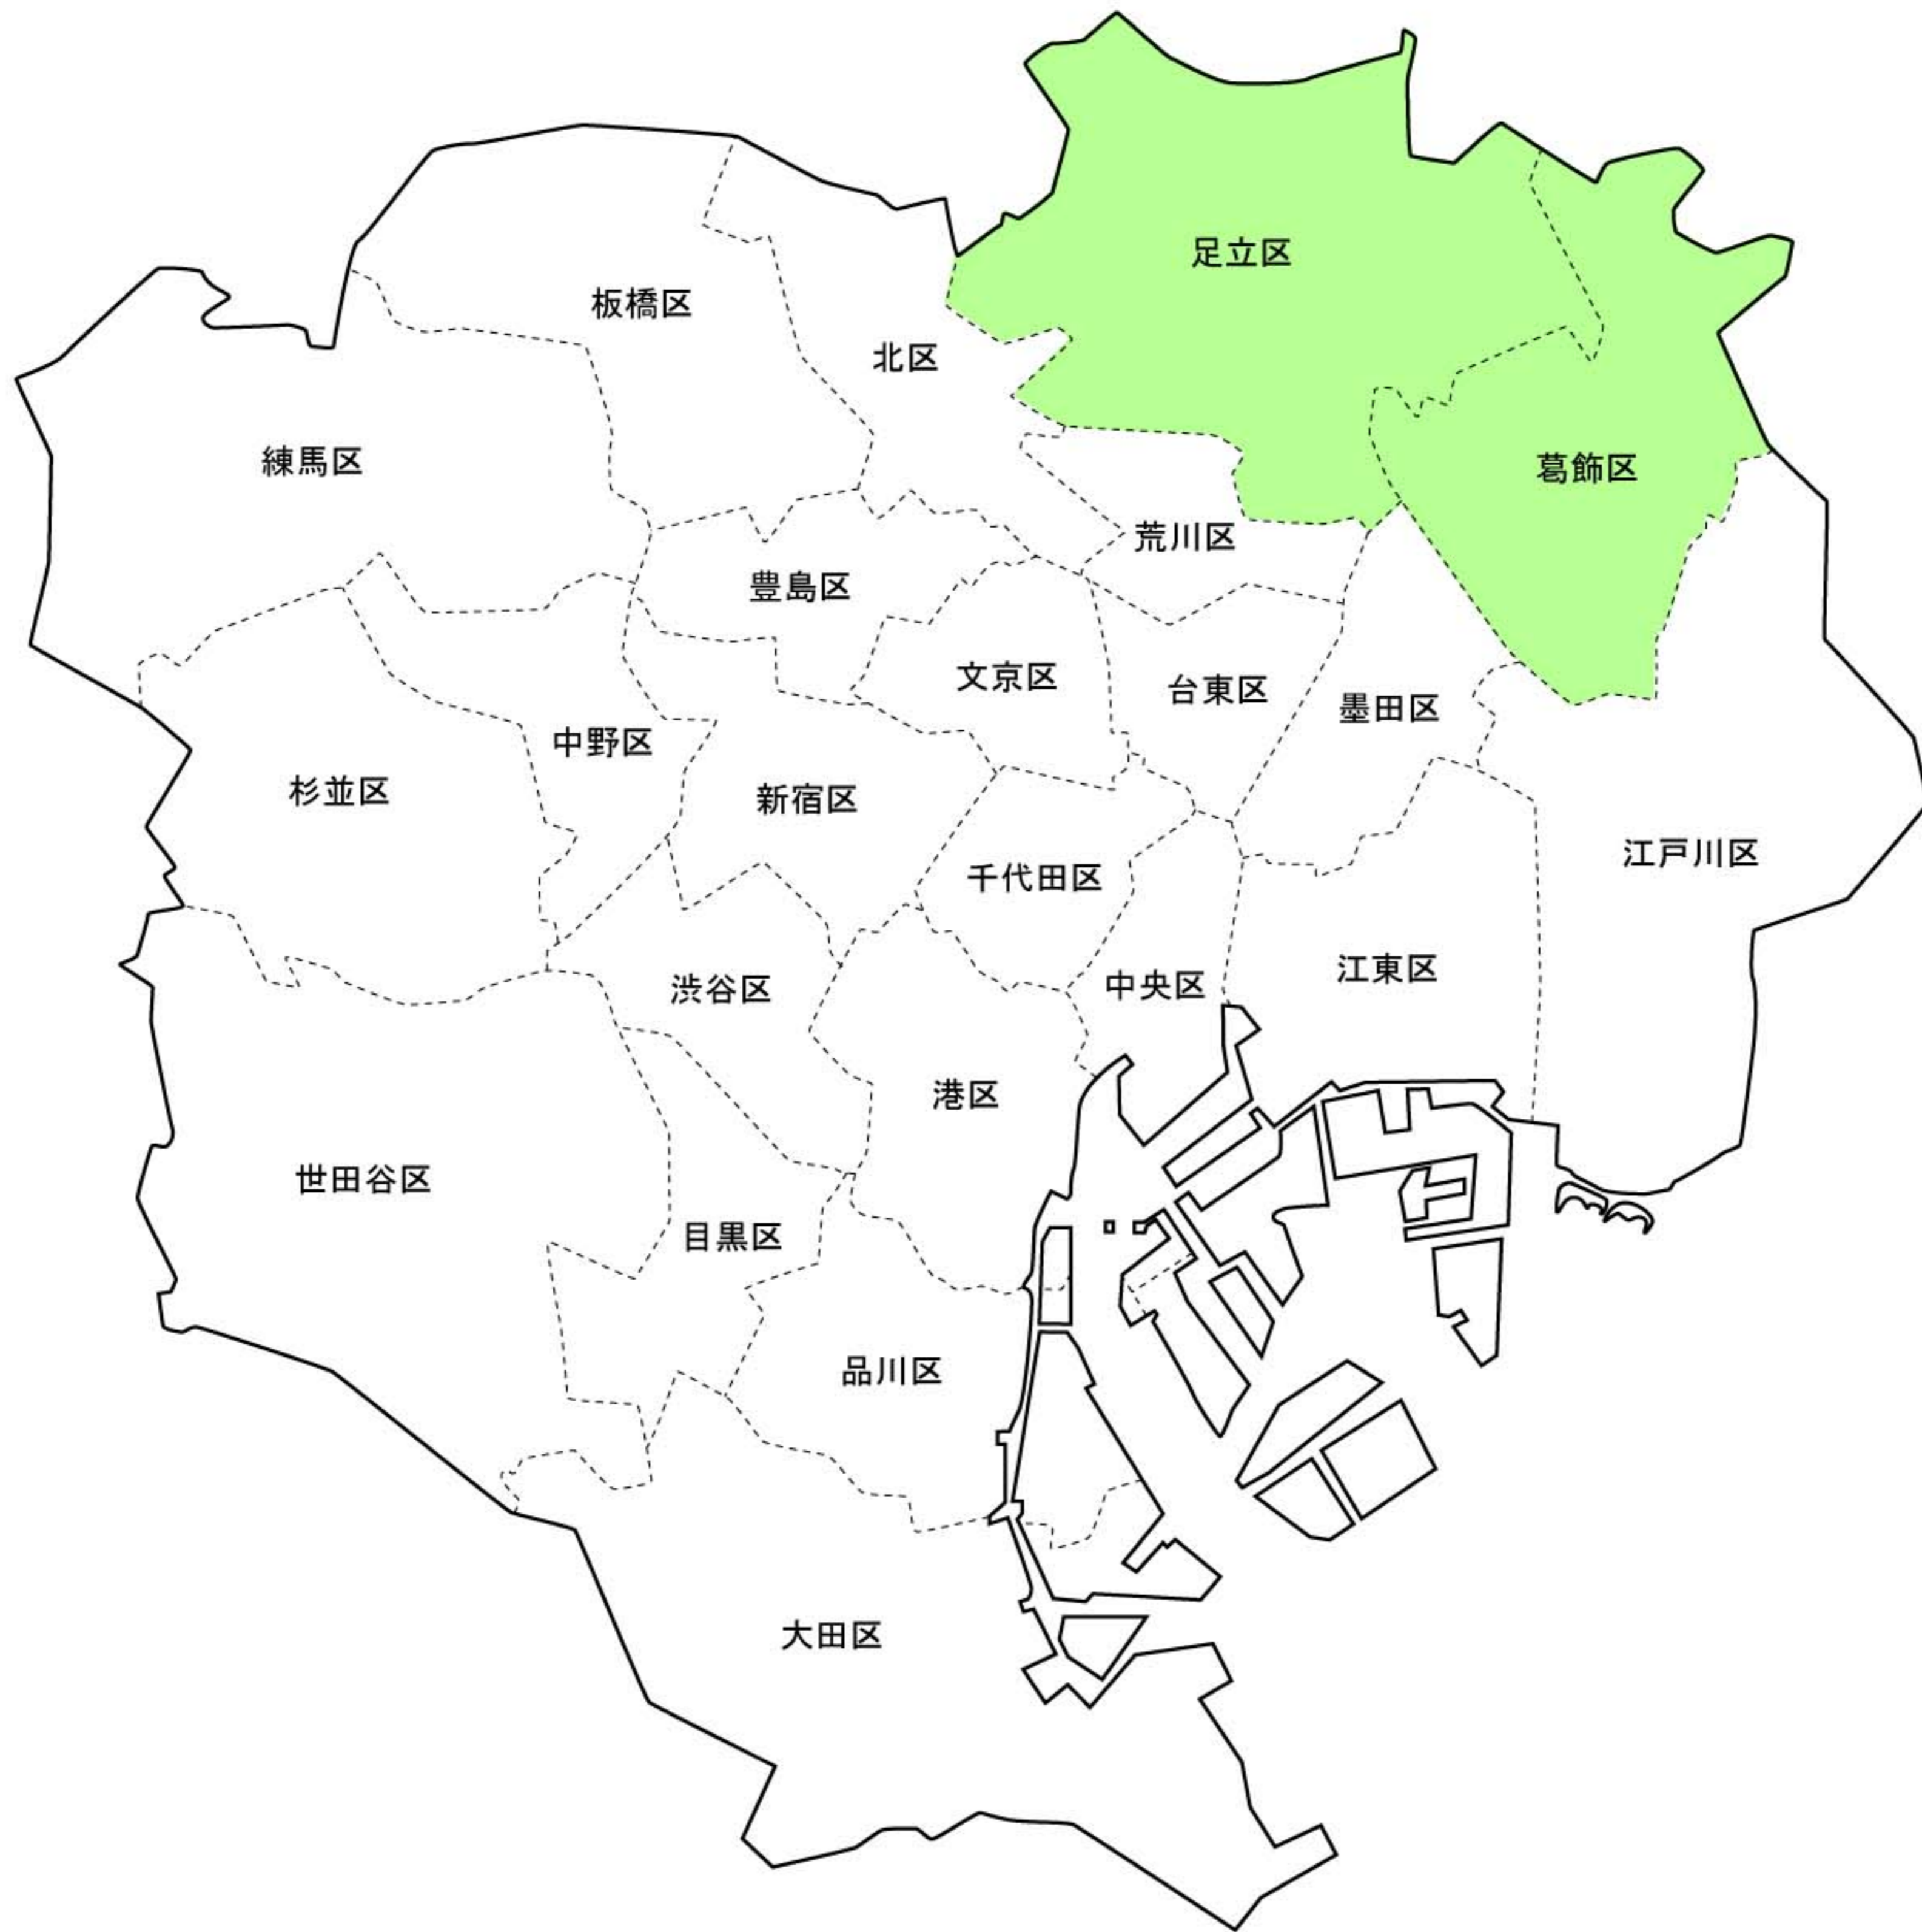 足立区
板橋区
北区
練馬区
葛飾区
荒川区
豊島区
文京区
台東区
墨田区
中野区
杉並区
新宿区
江戸川区
千代田区
渋谷区
中央区
江東区
港区
世田谷区
目黒区
品川区
大田区